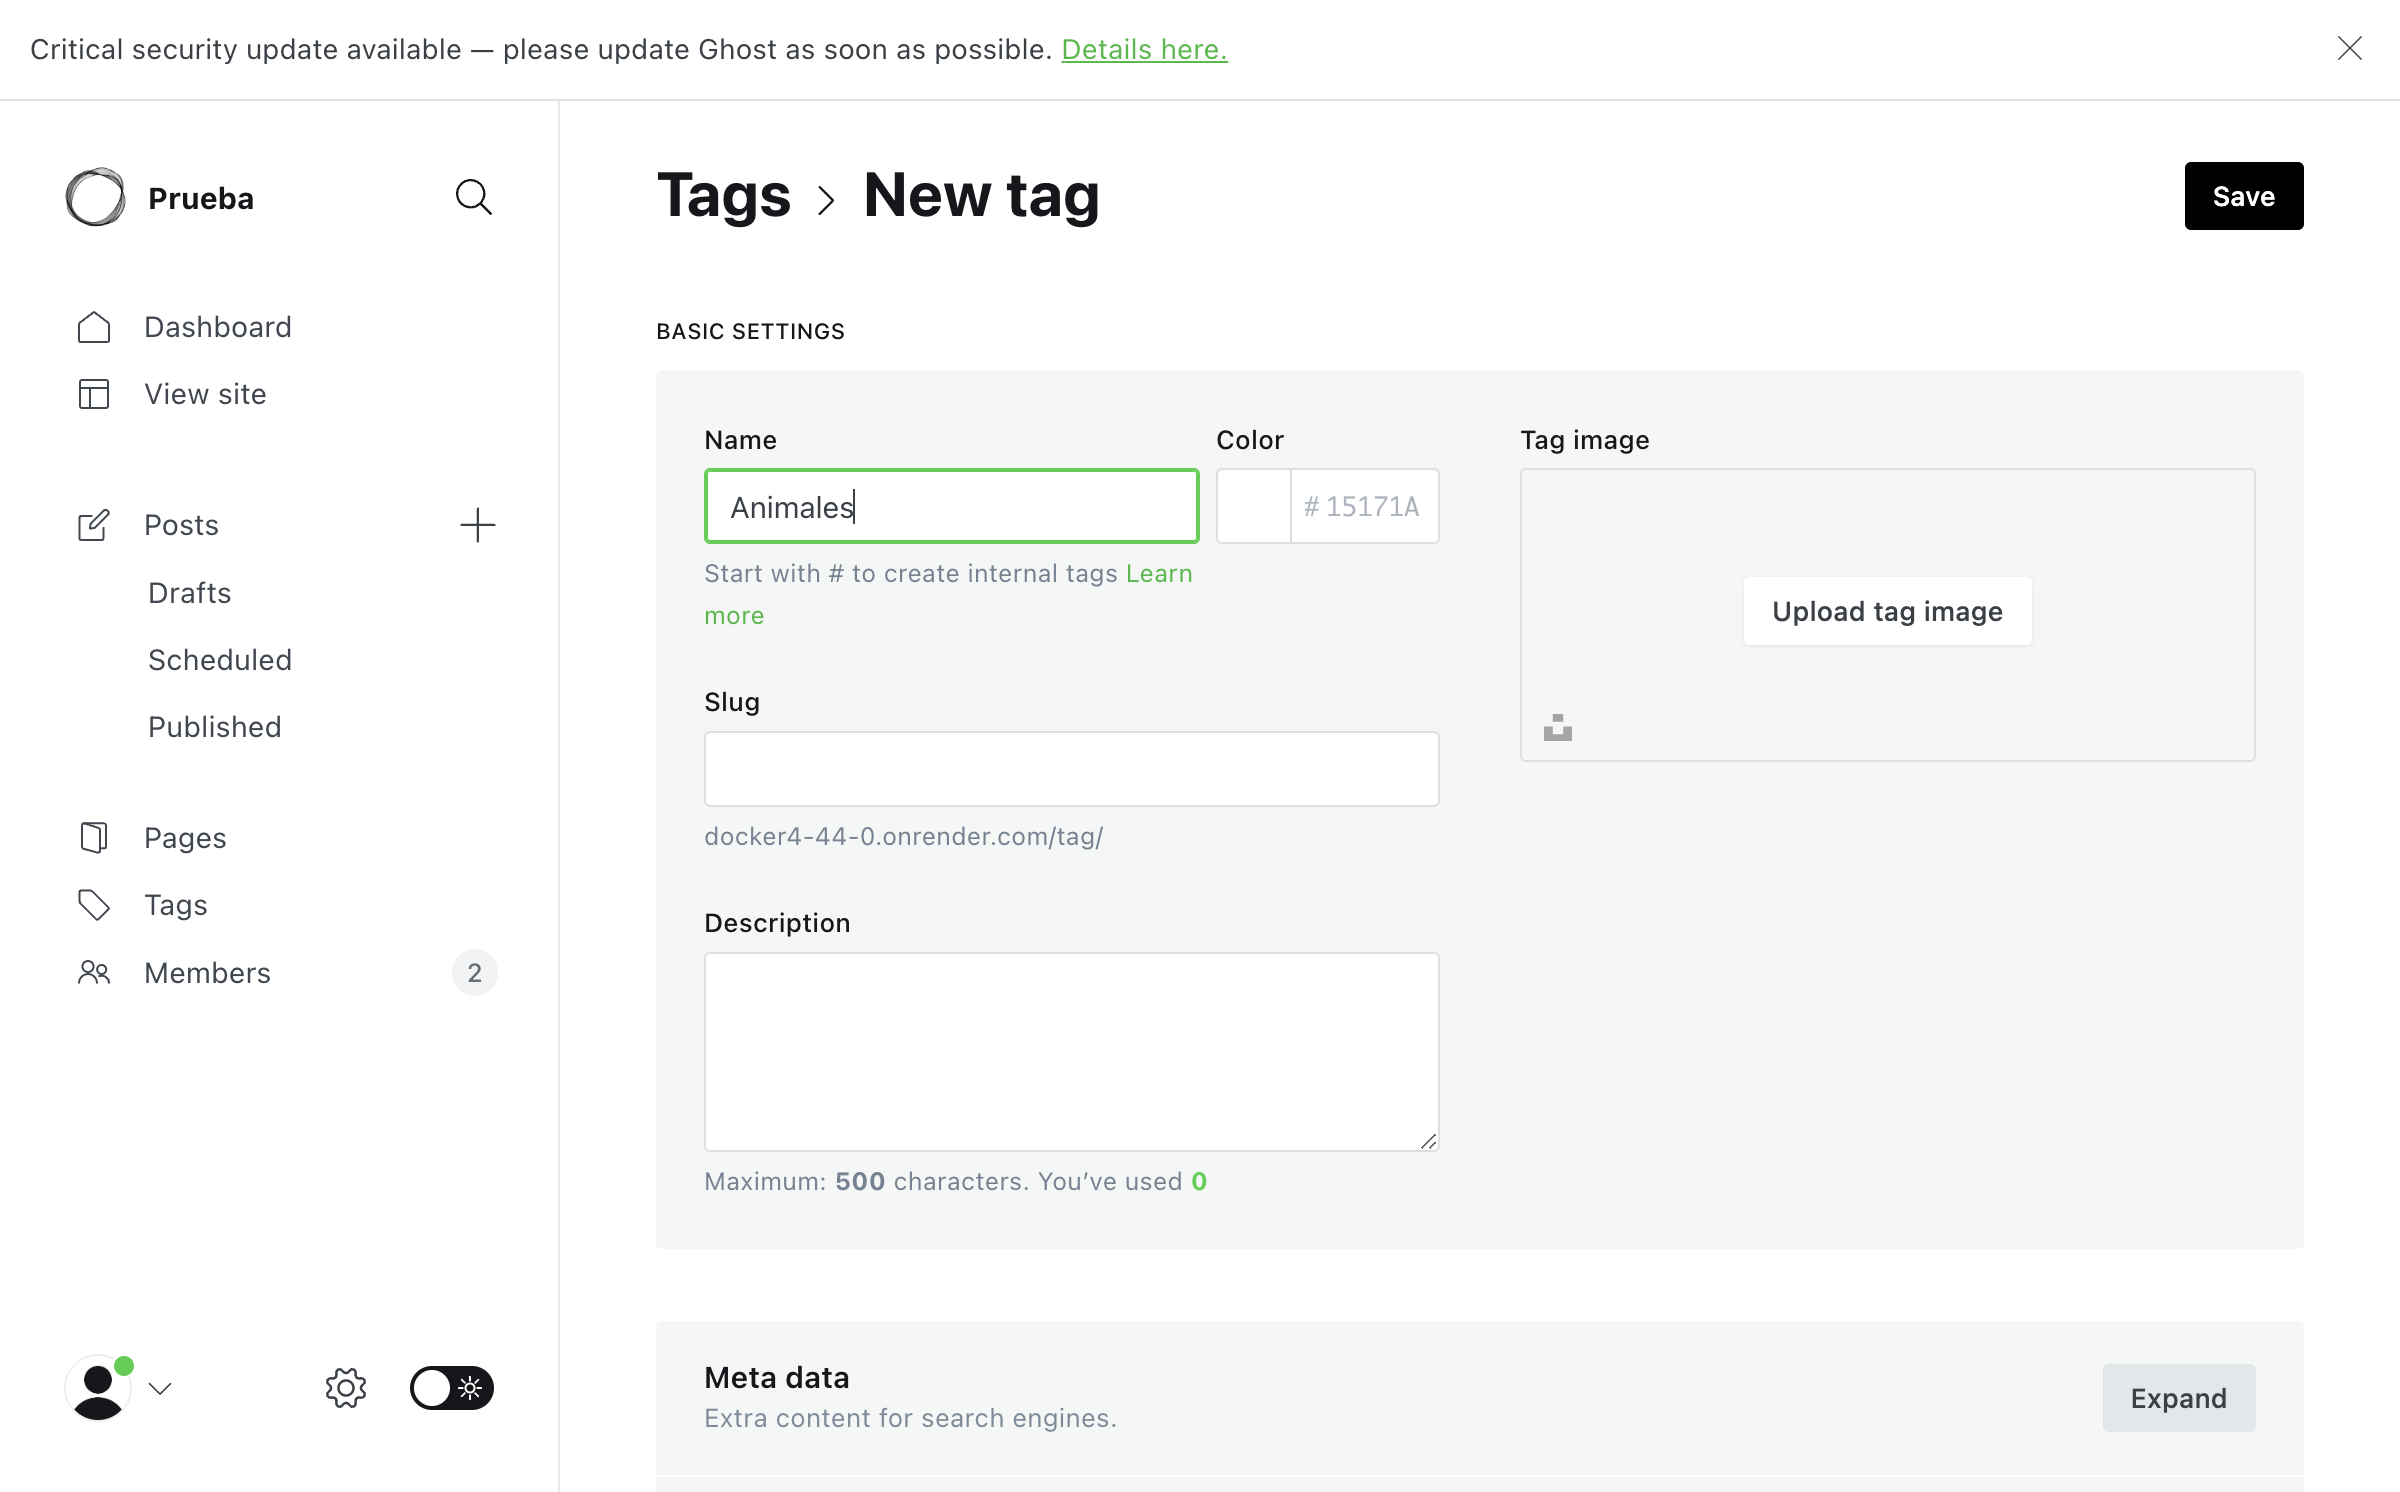 Critical security update available — please update Ghost as soon as possible. Details here.
Prueba
Dashboard
View site
Posts
Drafts
Scheduled
Published
Pages
Tags
Members
2
Tags
New tag
Save
BASIC SETTINGS
Name
Animales
Start with # to create internal tags Learn
more
Color
# 15171A
Slug
docker4-44-0.onrender.com/tag/
Description
Maximum: 500 characters. You’ve used 0
Tag image
Upload tag image
Meta data
Extra content for search engines.
Expand